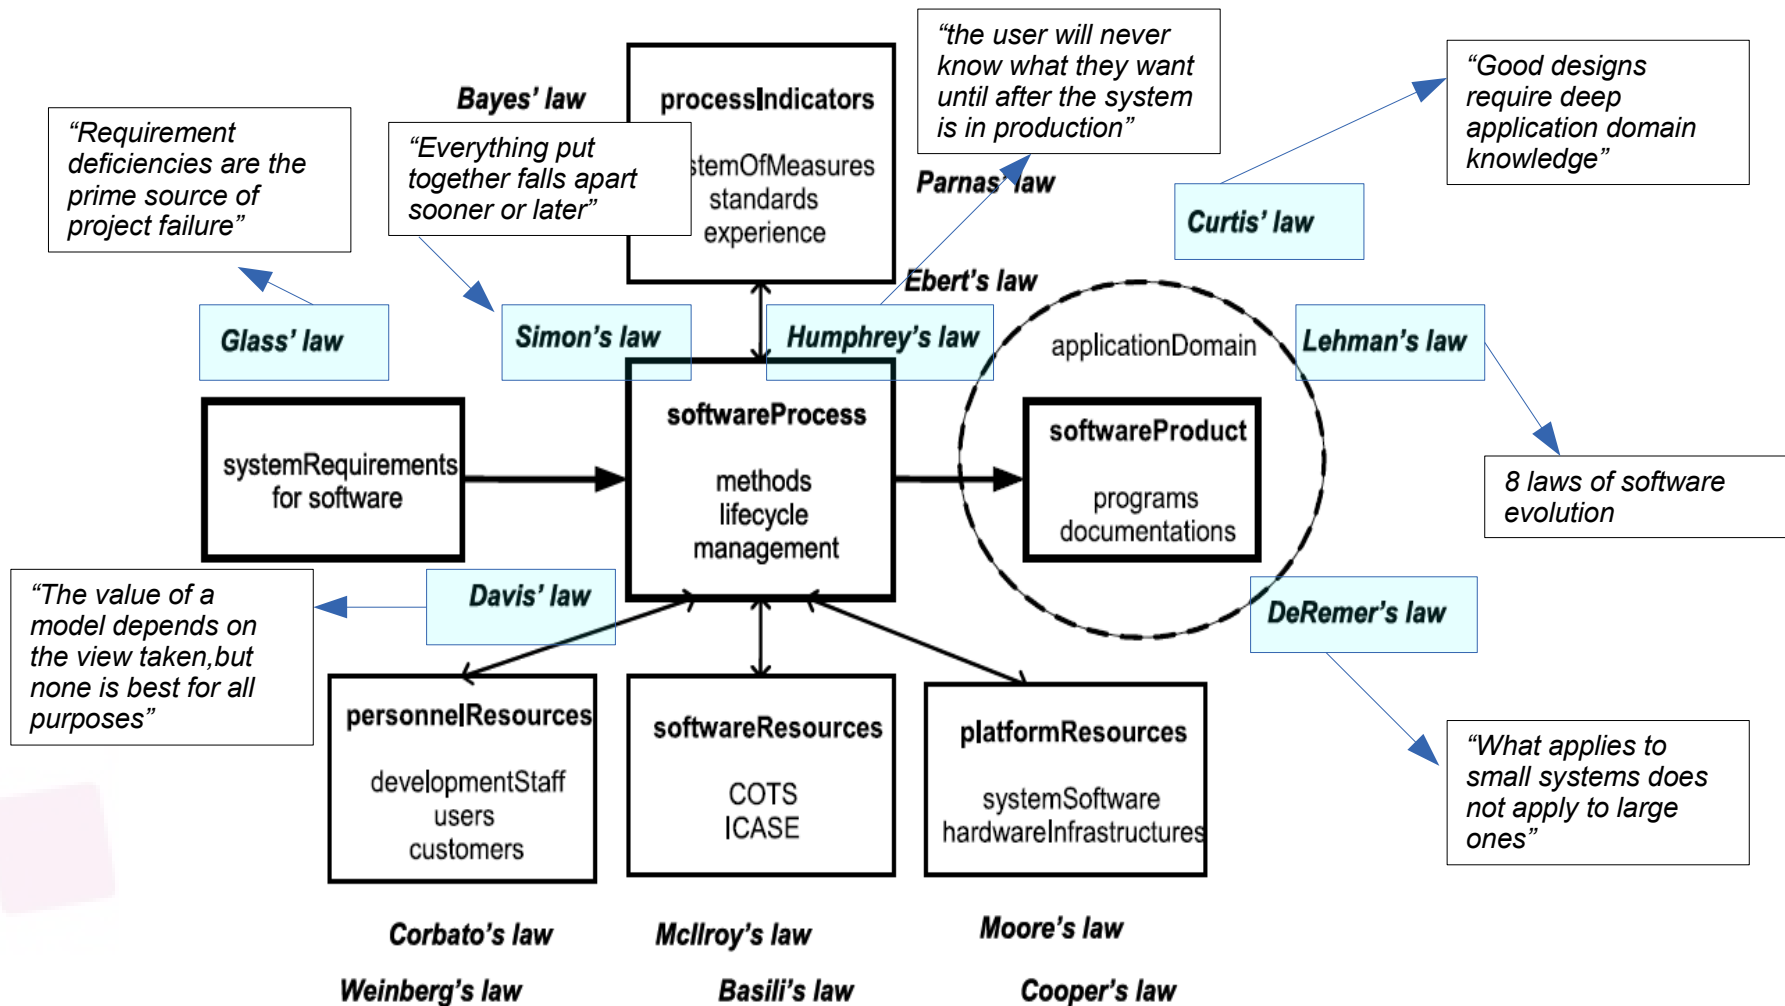 Bayes’ law
“Requirement
deficiencies are the
prime source of
project failure”
“Everything put
together falls apart
sooner or later”
processIndicators
stemOfMeasures
standards
experience
“the user will never
know what they want
until after the system
is in production”
Parnas’ law
“Good designs
require deep
application domain
knowledge”
Curtis’ law
Ebert’s law
Glass’ law
Simon’s law
Humphrey’s law
applicationDomain
Lehman’s law
systemRequirements
for software
softwareProcess
methods
lifecycle
management
softwareProduct
programs
documentations
8 laws of software
evolution
“The value of a
model depends on
the view taken,but
none is best for all
purposes”
Davis’ law
DeRemer’s law
personnelResources
developmentStaff
users
customers
softwareResources
COTS
ICASE
platformResources
systemSoftware
hardwareInfrastructures
“What applies to
small systems does
not apply to large
ones”
Corbato’s law
McIlroy’s law
Moore’s law
Weinberg’s law
Basili’s law
Cooper’s law